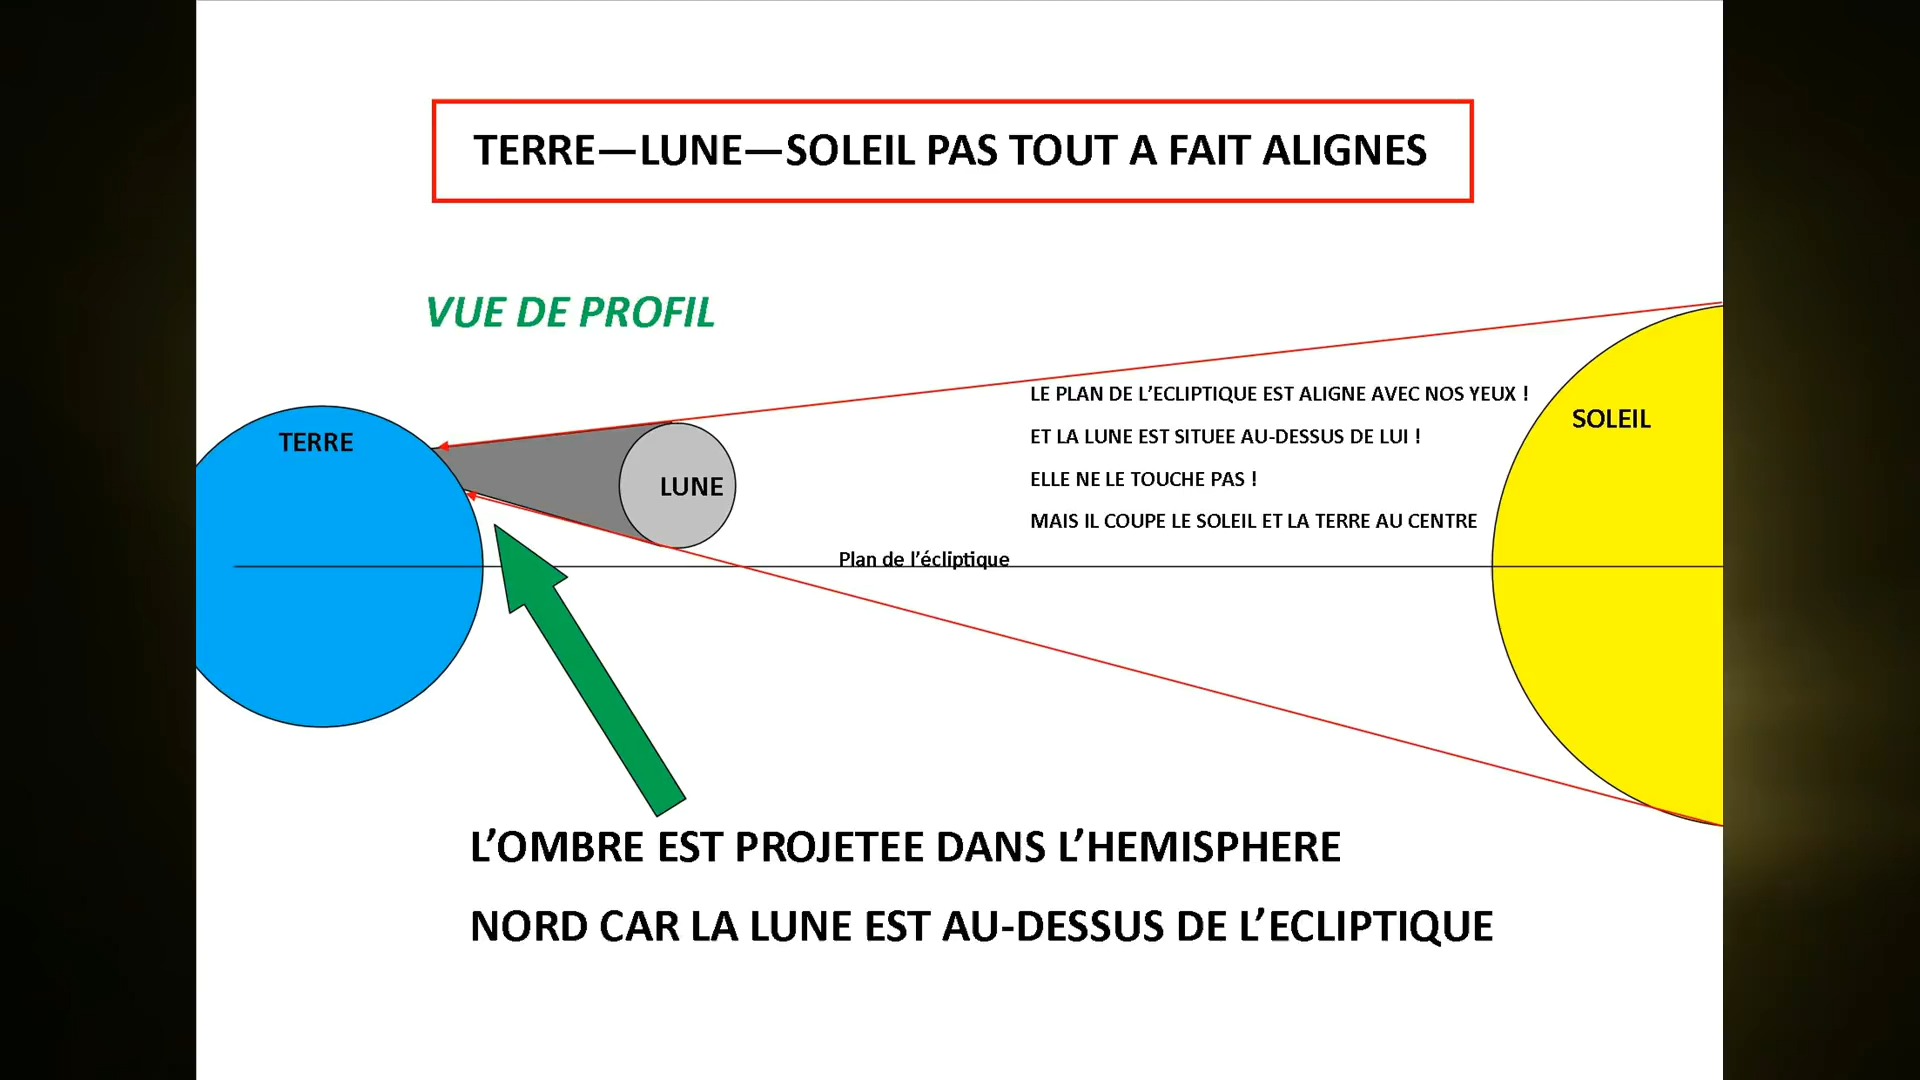 TERRE—LUNE—SOLEIL PAS TOUT A FAIT ALIGNES
VUE DE PROFIL
LE PLAN DE L’ECLIPTIQUE EST ALIGNE AVEC NOS YEUX !
ET LA LUNE EST SITUEE AU-DESSUS DE LUI !
ELLE NE LE TOUCHE PAS !
MAIS IL COUPE LE SOLEIL ET LA TERRE AU CENTRE
SOLEIL
TERRE
LUNE
Plan de l’écliptique
L’OMBRE EST PROJETEE DANS L’HEMISPHERE
NORD CAR LA LUNE EST AU-DESSUS DE L’ECLIPTIQUE